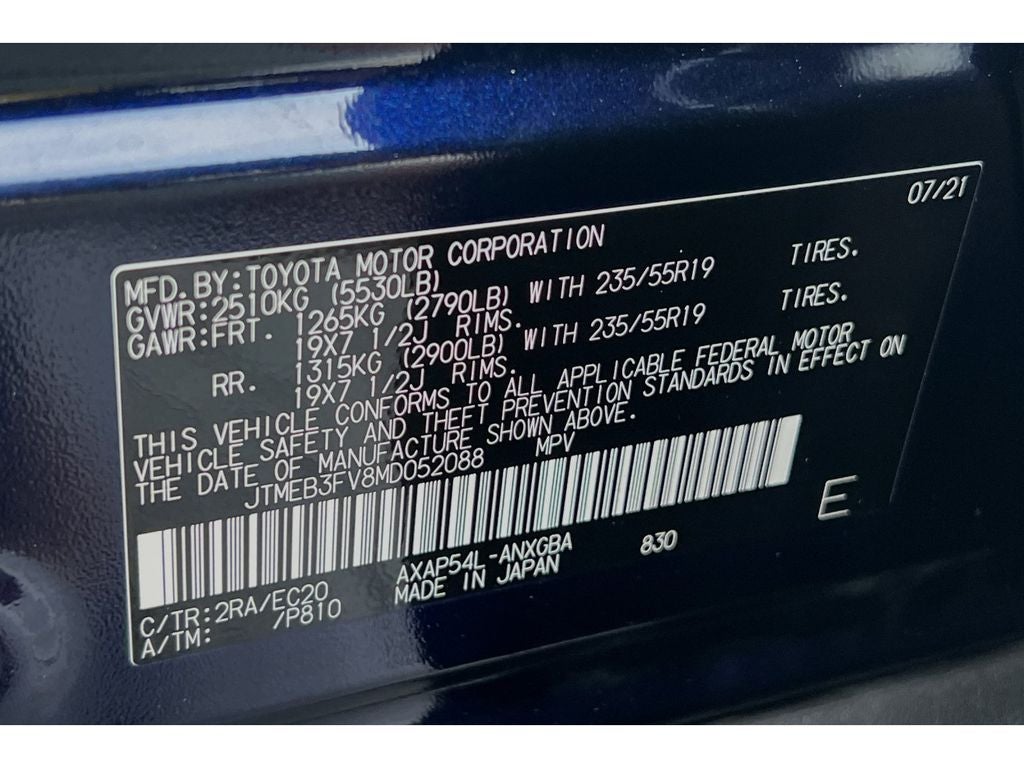 07/21
MFD. BY: TOYOTA MOTOR CORPORATION
GVWR: 2510KG (5530LB)
GAWR: FRT. 1265KG (2790LB) WITH 235/55R19 TIRES.
19X7 1/2J RIMS.
RR. 1315KG (2900LB) WITH 235/55R19 TIRES.
19X7 1/2J RIMS.
THIS VEHICLE CONFORMS TO ALL APPLICABLE FEDERAL MOTOR
VEHICLE SAFETY AND THEFT PREVENTION STANDARDS IN EFFECT ON
THE DATE OF MANUFACTURE SHOWN ABOVE.
JTMEB3FV8MD052088 MPV
E
AXAP54L-ANXGBA 830
C/TR: 2RA/EC20 MADE IN JAPAN
A/TM: /P810